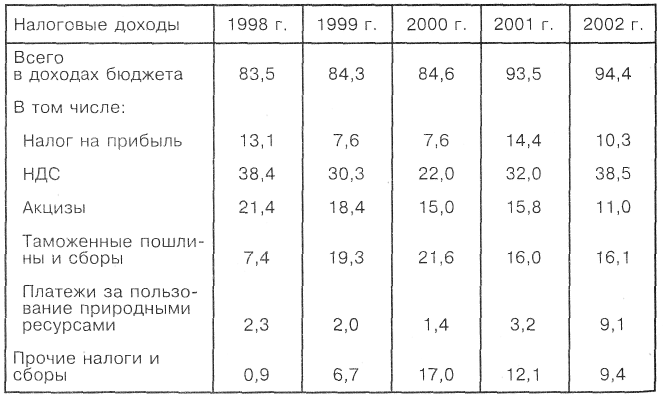 Налоговые доходы 1998 г. 1999 г. 2000 г. 2001 г. 2002 г.
Всего
в доходах бюджета 83,5 84,3 84,6 93,5 94,4
В том числе:
Налог на прибыль 13,1 7,6 7,6 14,4 10,3
НДС 38,4 30,3 22,0 32,0 38,5
Акцизы 21,4 18,4 15,0 15,8 11,0
Таможенные пошли-
ны и сборы 7,4 19,3 21,6 16,0 16,1
Платежи за пользо-
вание природными
ресурсами 2,3 2,0 1,4 3,2 9,1
Прочие налоги и
сборы 0,9 6,7 17,0 12,1 9,4